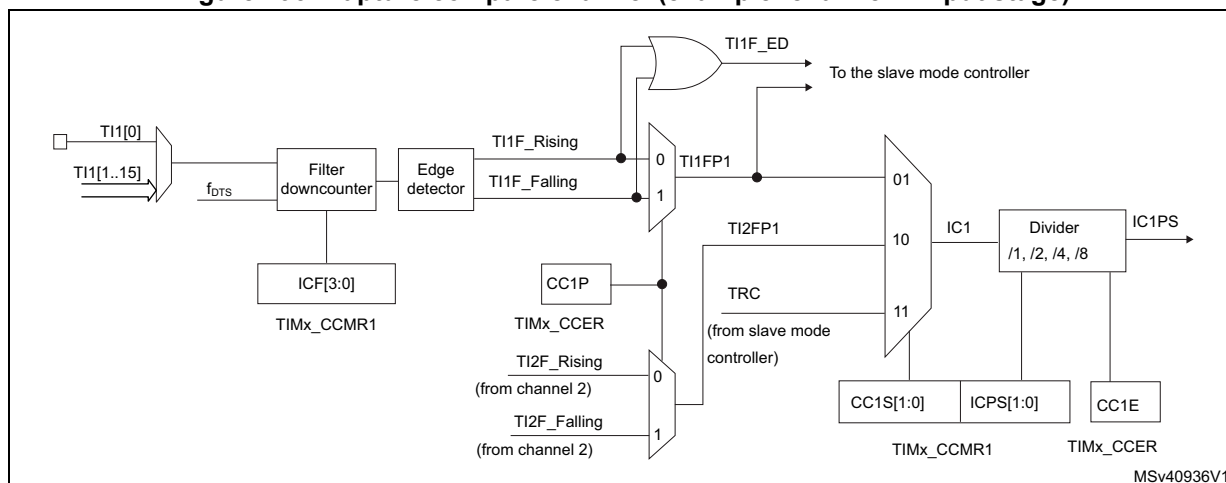 TI1F_ED
To the slave mode controller
TI1[0]
TI1[1..15]
fDTS
Filter
downcounter
Edge
detector
TI1F_Rising
TI1F_Falling
0
1
TI1FP1
01
TI2FP1
10
IC1
Divider
/1, /2, /4, /8
IC1PS
ICF[3:0]
TIMx_CCMR1
CC1P
TIMx_CCER
TRC
11
(from slave mode
controller)
TI2F_Rising
(from channel 2)
0
TI2F_Falling
(from channel 2)
1
CC1S[1:0]
ICPS[1:0]
CC1E
TIMx_CCMR1
TIMx_CCER
MSv40936V1